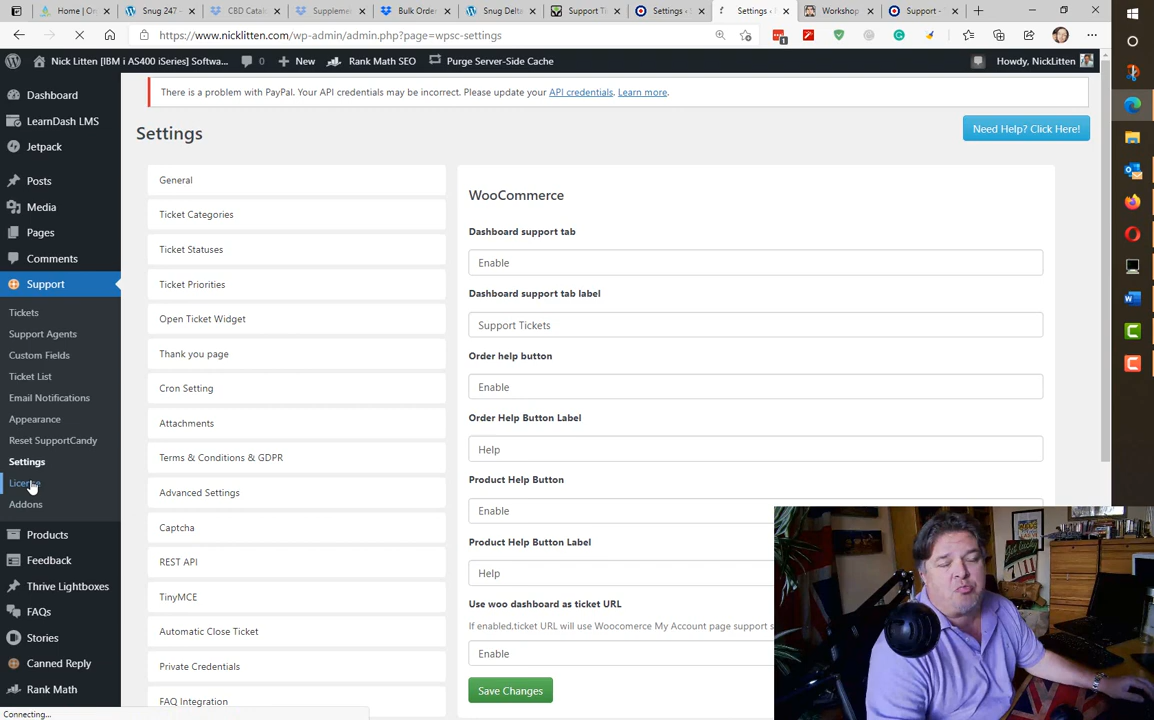 Home | On
Snug 247 -
CBD Catal
Supplem
Bulk Order
Snug Delta
Support Ti
Settings ‹
Settings ‹
Workshop
Support -
https://www.nicklitten.com/wp-admin/admin.php?page=wpsc-settings
1
Nick Litten [IBM i AS400 iSeries] Softwa...
0
New
Rank Math SEO
Purge Server-Side Cache
Howdy, NickLitten
Dashboard
LearnDash LMS
Jetpack
Posts
Media
Pages
Comments
Support
Tickets
Support Agents
Custom Fields
Ticket List
Email Notifications
Appearance
Reset SupportCandy
Settings
License
Addons
Products
Feedback
Thrive Lightboxes
FAQs
Stories
Canned Reply
Rank Math
There is a problem with PayPal. Your API credentials may be incorrect. Please update your API credentials. Learn more.
Settings
Need Help? Click Here!
General
Ticket Categories
Ticket Statuses
Ticket Priorities
Open Ticket Widget
Thank you page
Cron Setting
Attachments
Terms & Conditions & GDPR
Advanced Settings
Captcha
REST API
TinyMCE
Automatic Close Ticket
Private Credentials
FAQ Integration
WooCommerce
Dashboard support tab
Enable
Dashboard support tab label
Support Tickets
Order help button
Enable
Order Help Button Label
Help
Product Help Button
Enable
Product Help Button Label
Help
Use woo dashboard as ticket URL
If enabled,ticket URL will use Woocomerce My Account page support s
Enable
Save Changes
Connecting...